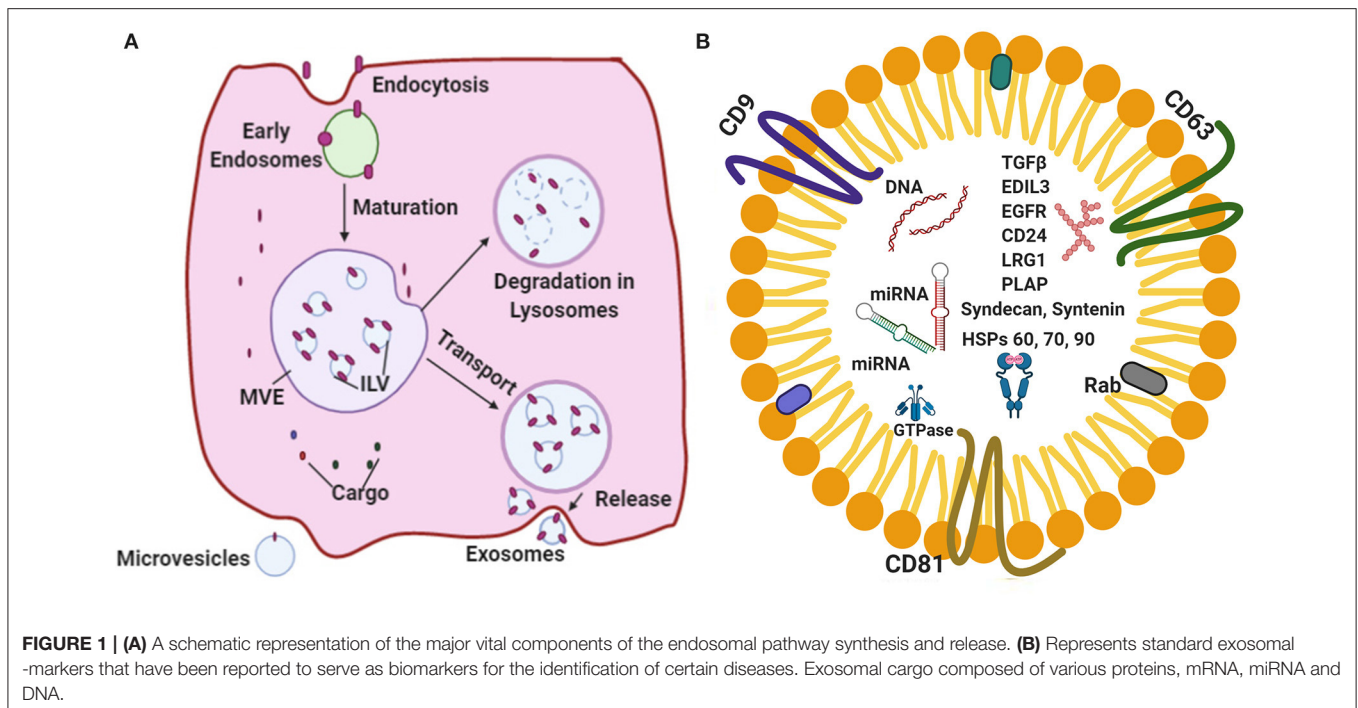 A
Endocytosis
Early
Endosomes
Maturation
Degradation in
Lysosomes
Transport
MVE
ILV
Cargo
Release
Microvesicles
Exosomes
B
CD9
CD63
DNA
TGFβ
EDIL3
EGFR
CD24
LRG1
PLAP
miRNA
Syndecan, Syntenin
HSPs 60, 70, 90
miRNA
Rab
GTPase
CD81
FIGURE 1 | (A) A schematic representation of the major vital components of the endosomal pathway synthesis and release. (B) Represents standard exosomal
-markers that have been reported to serve as biomarkers for the identification of certain diseases. Exosomal cargo composed of various proteins, mRNA, miRNA and
DNA.